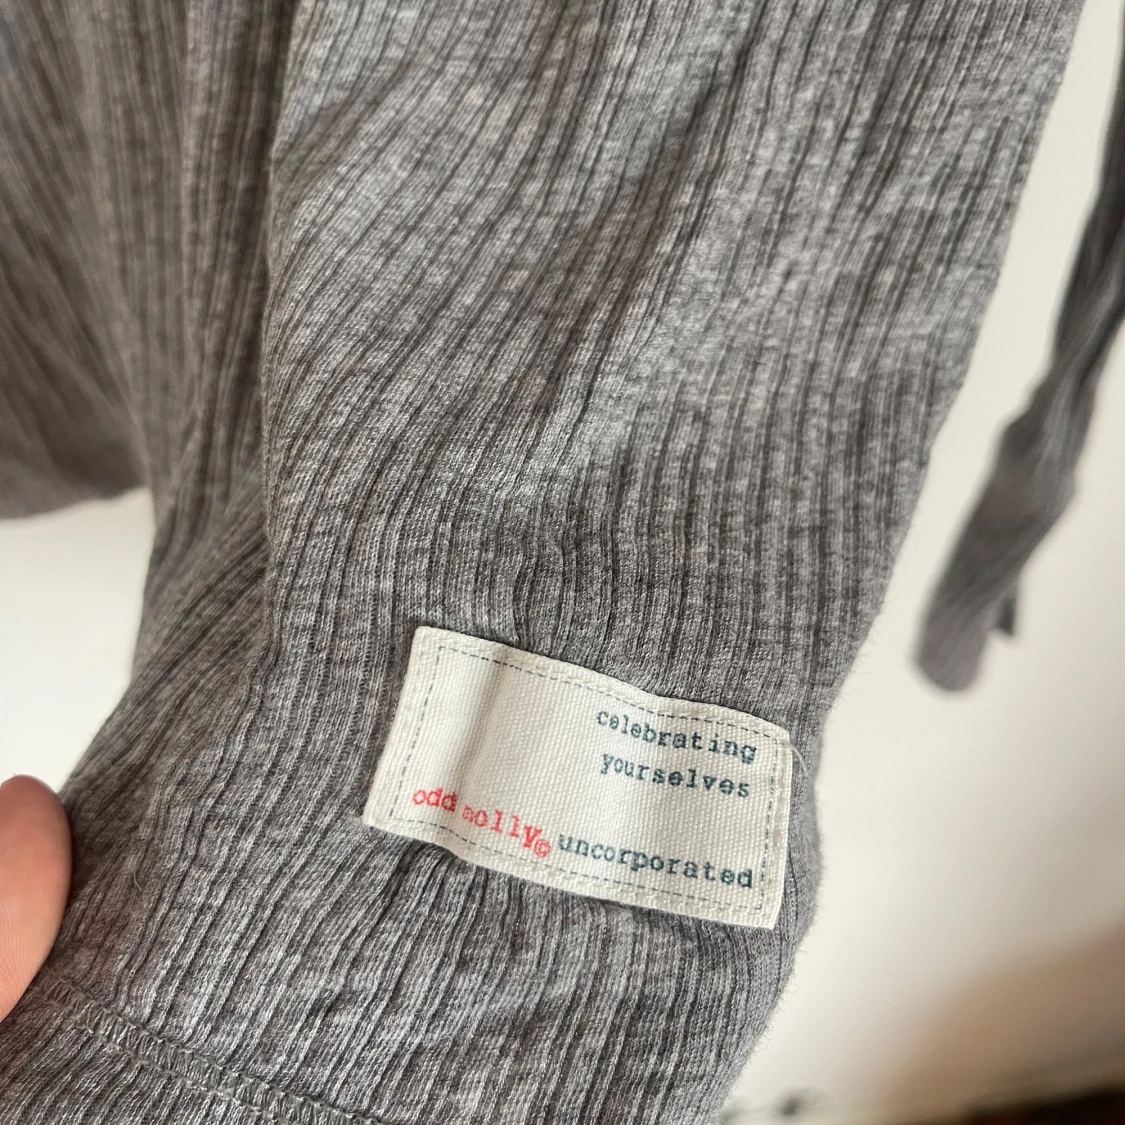 celebrating
yourselves
odd molly© uncorporated